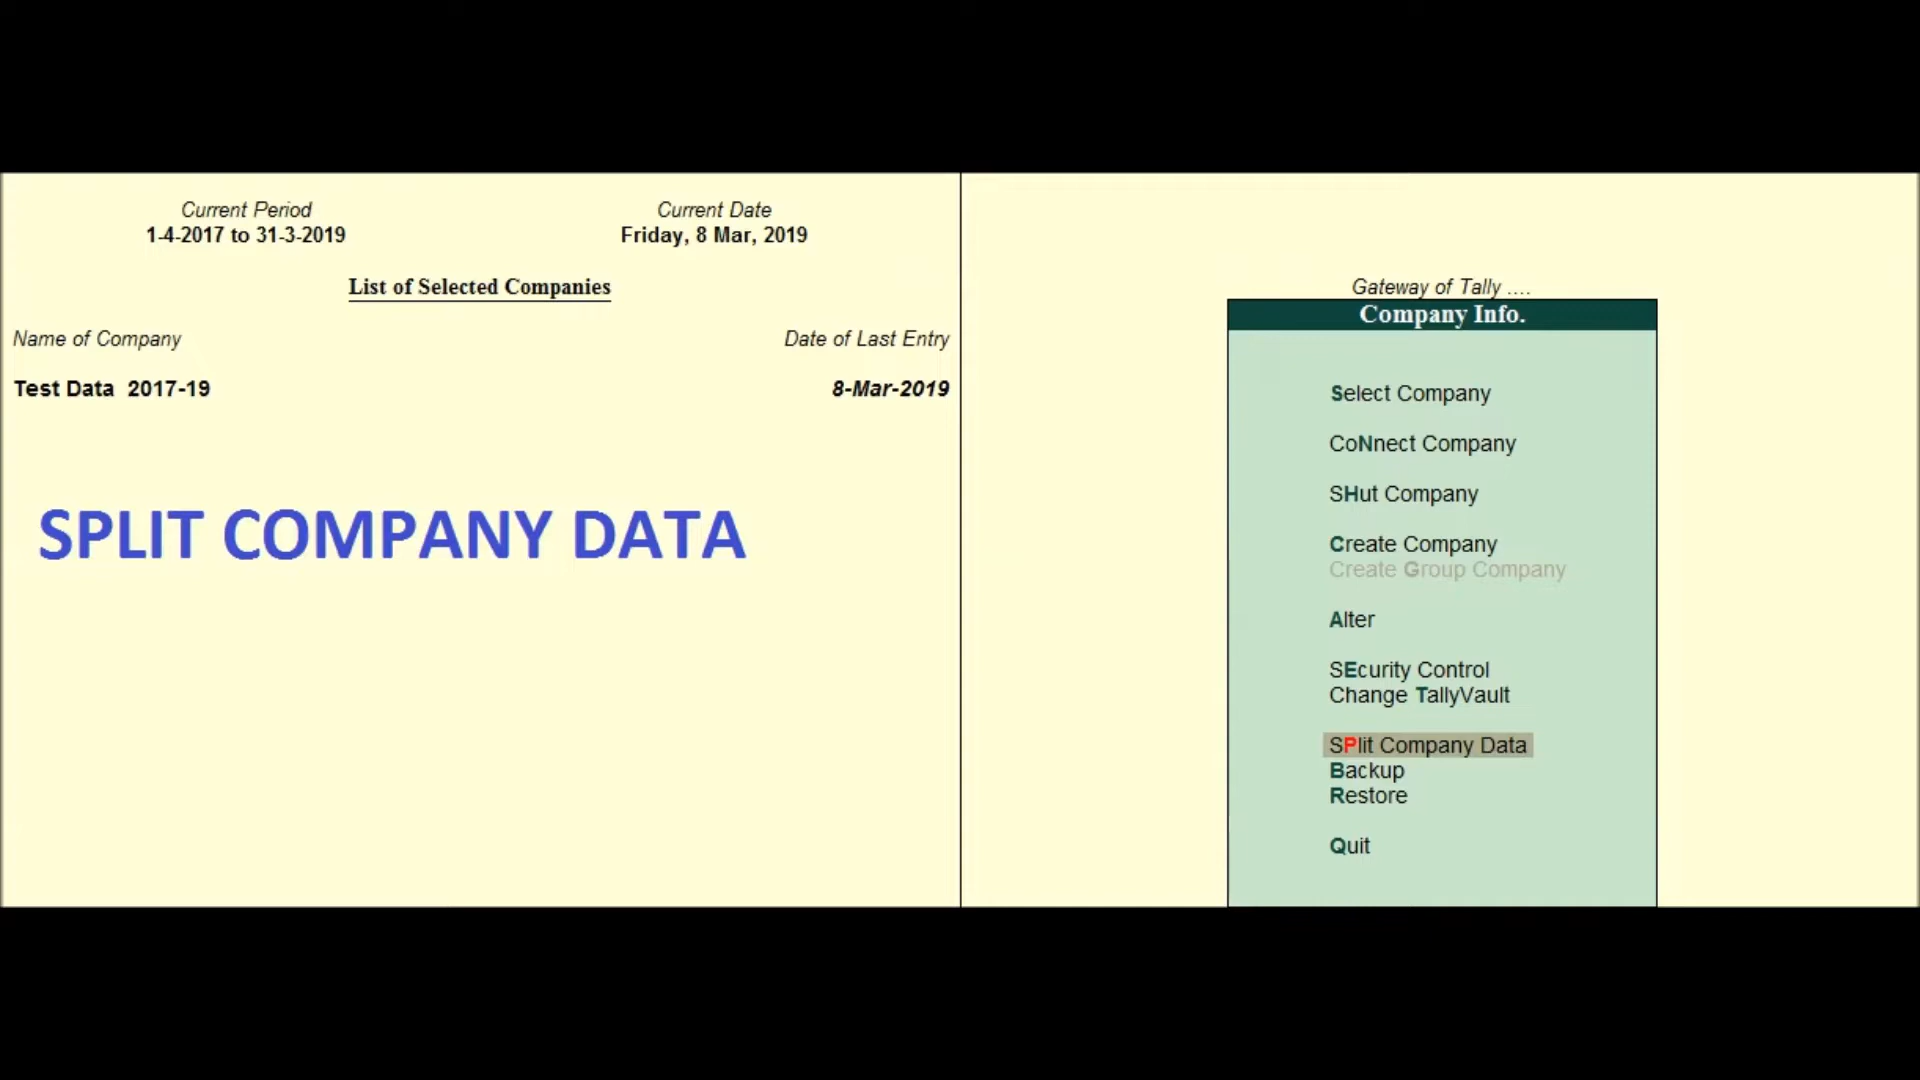 Current Period
1-4-2017 to 31-3-2019
Current Date
Friday, 8 Mar, 2019
List of Selected Companies
Name of Company
Date of Last Entry
Test Data 2017-19
8-Mar-2019
SPLIT COMPANY DATA
Gateway of Tally ....
Company Info.
Select Company
CoNnect Company
SHut Company
Create Company
Create Group Company
Alter
SEcurity Control
Change TallyVault
SPlit Company Data
Backup
Restore
Quit